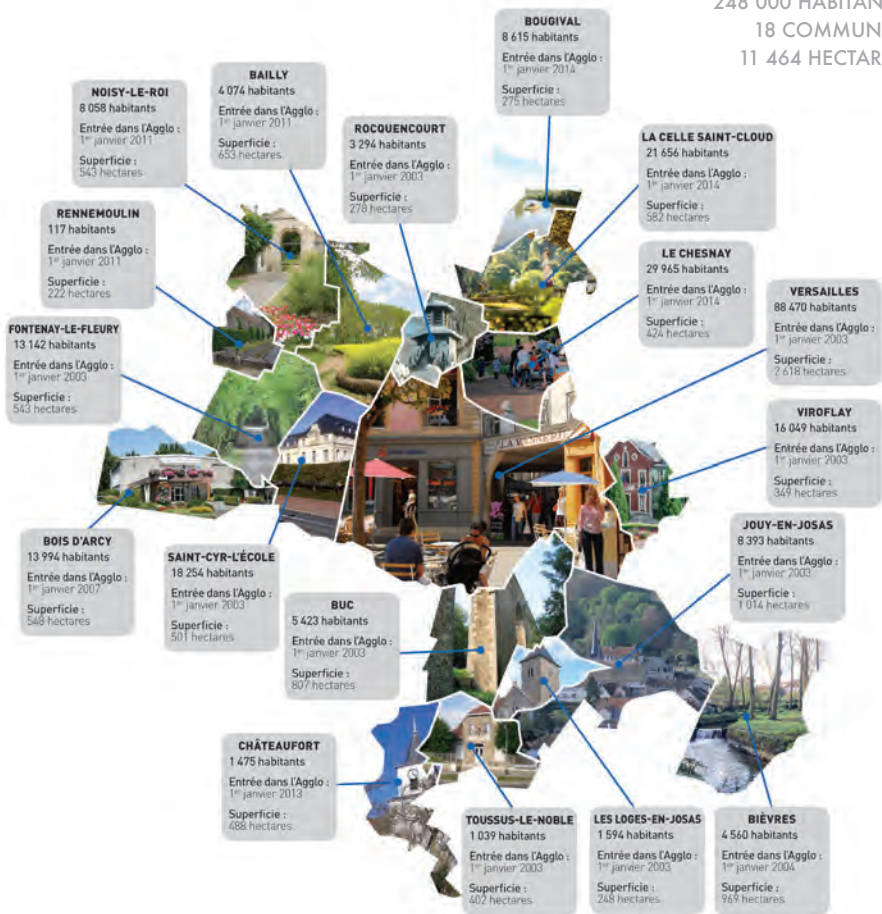 248 000 HABITAN
18 COMMUN
11 464 HECTAR
BOUGIVAL
8 615 habitants
Entrée dans l'Agglo :
1er janvier 2014
Superficie :
275 hectares
BAILLY
4 074 habitants
Entrée dans l'Agglo :
1er janvier 2011
Superficie :
653 hectares
NOISY-LE-ROI
8 058 habitants
Entrée dans l'Agglo :
1er janvier 2011
Superficie :
543 hectares
ROCQUENCOURT
3 294 habitants
Entrée dans l'Agglo :
1er janvier 2003
Superficie :
278 hectares
LA CELLE SAINT-CLOUD
21 656 habitants
Entrée dans l'Agglo :
1er janvier 2014
Superficie :
582 hectares
RENNEMOULIN
117 habitants
Entrée dans l'Agglo :
1er janvier 2011
Superficie :
222 hectares
LE CHESNAY
29 965 habitants
Entrée dans l'Agglo :
1er janvier 2014
Superficie :
424 hectares
VERSAILLES
88 470 habitants
Entrée dans l'Agglo :
1er janvier 2003
Superficie :
2 618 hectares
FONTENAY-LE-FLEURY
13 142 habitants
Entrée dans l'Agglo :
1er janvier 2003
Superficie :
543 hectares
VIROFLAY
16 049 habitants
Entrée dans l'Agglo :
1er janvier 2003
Superficie :
349 hectares
BOIS D'ARCY
13 994 habitants
Entrée dans l'Agglo :
1er janvier 2007
Superficie :
548 hectares
SAINT-CYR-L'ÉCOLE
18 254 habitants
Entrée dans l'Agglo :
1er janvier 2003
Superficie :
501 hectares
JOUY-EN-JOSAS
8 393 habitants
Entrée dans l'Agglo :
1er janvier 2003
Superficie :
1 014 hectares
BUC
5 423 habitants
Entrée dans l'Agglo :
1er janvier 2003
Superficie :
807 hectares
CHÂTEAUFORT
1 475 habitants
Entrée dans l'Agglo :
1er janvier 2013
Superficie :
488 hectares
TOUSSUS-LE-NOBLE
1 039 habitants
Entrée dans l'Agglo :
1er janvier 2003
Superficie :
402 hectares
LES LOGES-EN-JOSAS
1 594 habitants
Entrée dans l'Agglo :
1er janvier 2003
Superficie :
248 hectares
BIÈVRES
4 560 habitants
Entrée dans l'Agglo :
1er janvier 2004
Superficie :
969 hectares